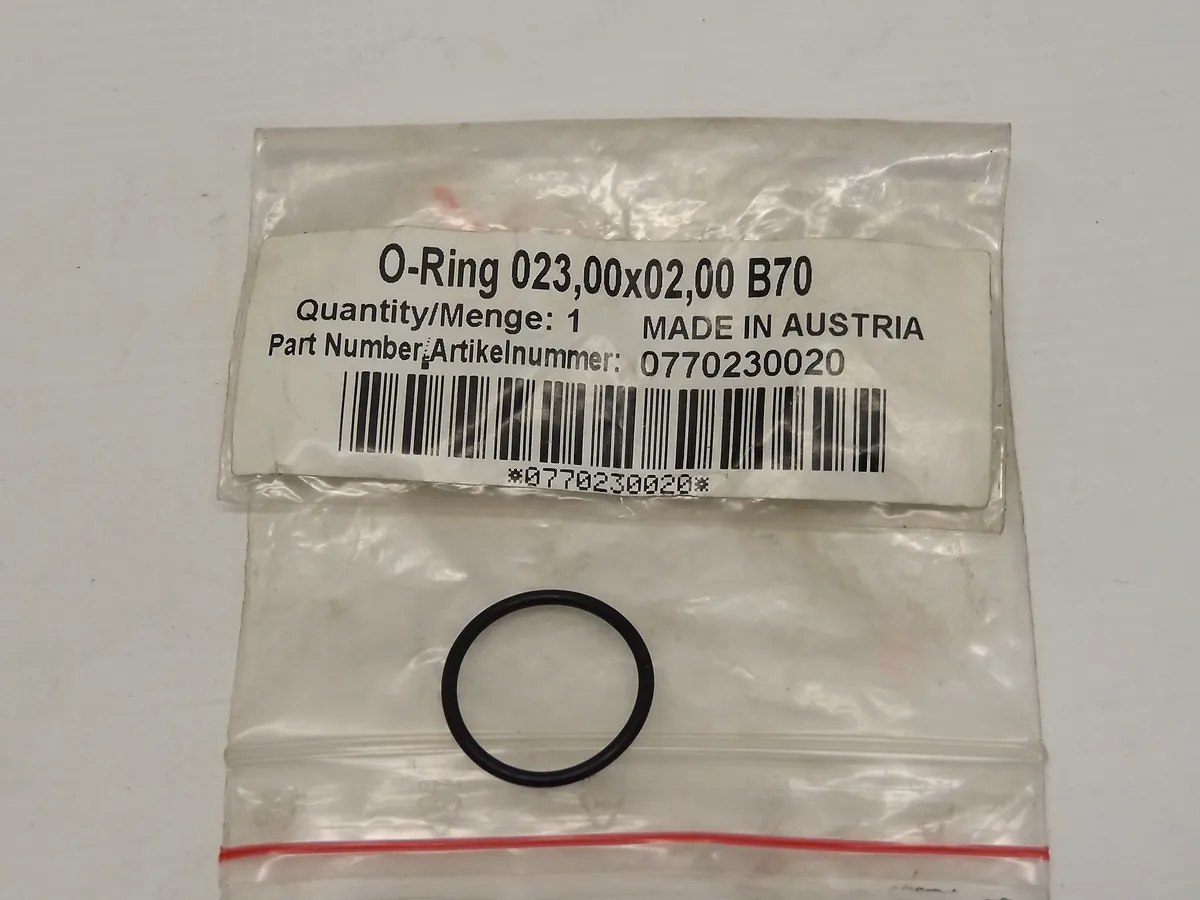 O-Ring 023,00x02,00 B70
Quantity/Menge: 1 MADE IN AUSTRIA
Part Number/Artikelnummer: 0770230020
*0770230020*